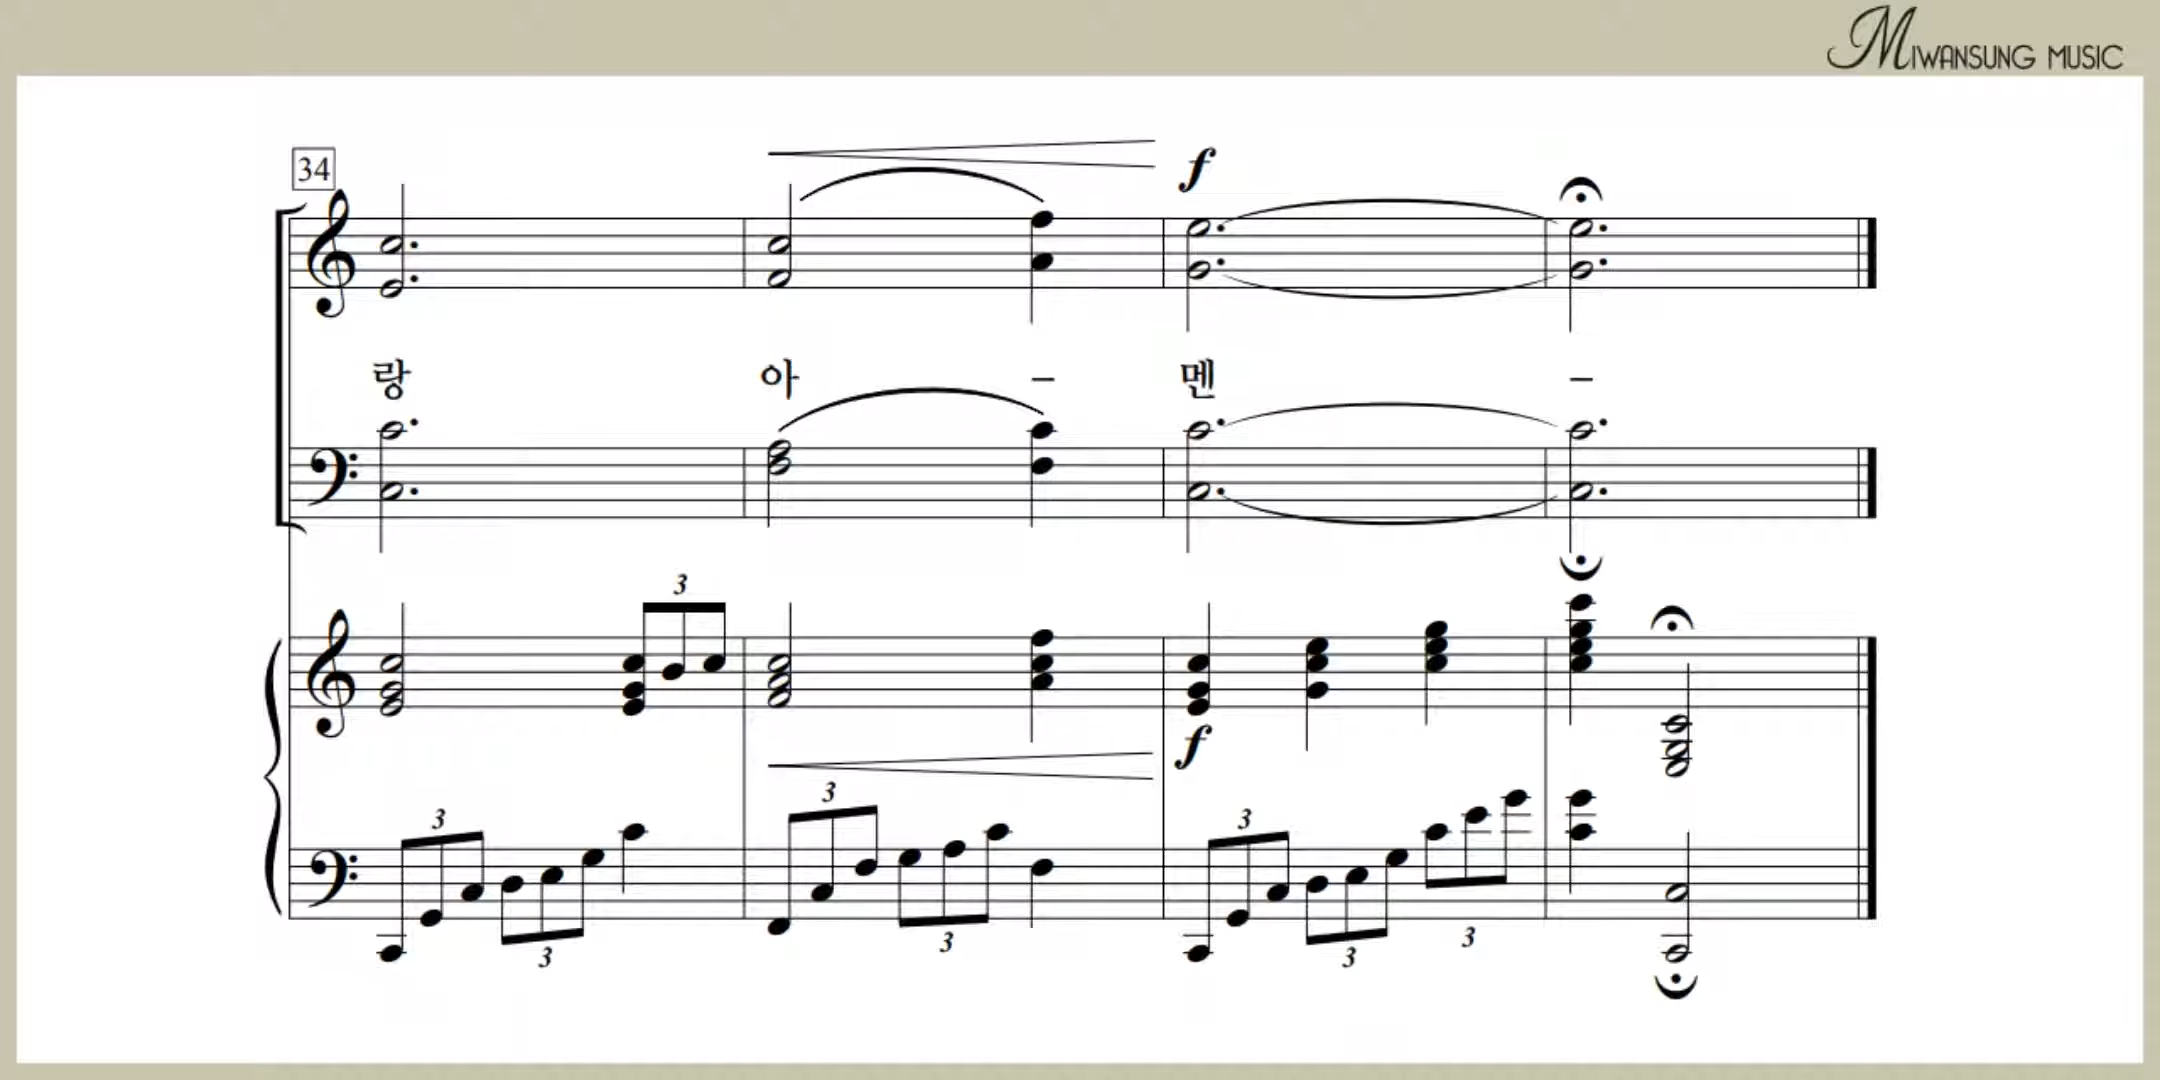 MIWANSUNG MUSIC
34
f
랑 아 – 멘 –
3
f
3 3 3
3 3 3 3